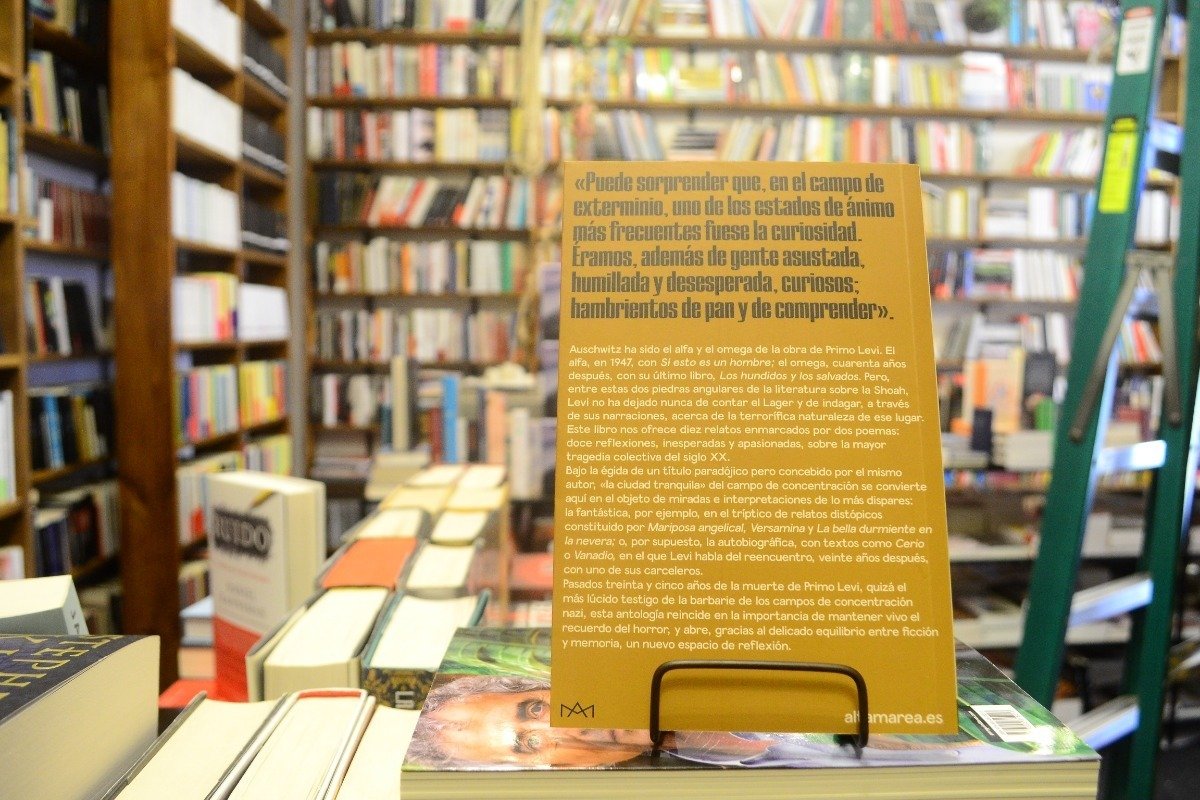 «Puede sorprender que, en el campo de
exterminio, uno de los estados de ánimo
más frecuentes fuese la curiosidad.
Éramos, además de gente asustada,
humillada y desesperada, curiosos;
hambrientos de pan y de comprender».
Auschwitz ha sido el alfa y el omega de la obra de Primo Levi. El
alfa, en 1947, con Si esto es un hombre; el omega, cuarenta años
después, con su último libro, Los hundidos y los salvados. Pero,
entre estas dos piedras angulares de la literatura sobre la Shoah,
Levi no ha dejado nunca de contar el Lager y de indagar, a través
de sus narraciones, acerca de la terrorífica naturaleza de ese lugar.
Este libro nos ofrece diez relatos enmarcados por dos poemas:
doce reflexiones, inesperadas y apasionadas, sobre la mayor
tragedia colectiva del siglo XX.
Bajo la égida de un título paradójico pero concebido por el mismo
autor, «la ciudad tranquila» del campo de concentración se convierte
aquí en el objeto de miradas e interpretaciones de lo más dispares:
la fantástica, por ejemplo, en el tríptico de relatos distópicos
constituido por Mariposa angelical, Versamina y La bella durmiente en
la nevera; o, por supuesto, la autobiográfica, con textos como Cerio
o Vanadio, en el que Levi habla del reencuentro, veinte años después,
con uno de sus carceleros.
Pasados treinta y cinco años de la muerte de Primo Levi, quizá el
más lúcido testigo de la barbarie de los campos de concentración
nazi, esta antología reincide en la importancia de mantener vivo el
recuerdo del horror, y abre, gracias al delicado equilibrio entre ficción
y memoria, un nuevo espacio de reflexión.
altamarea.es
RUIDO